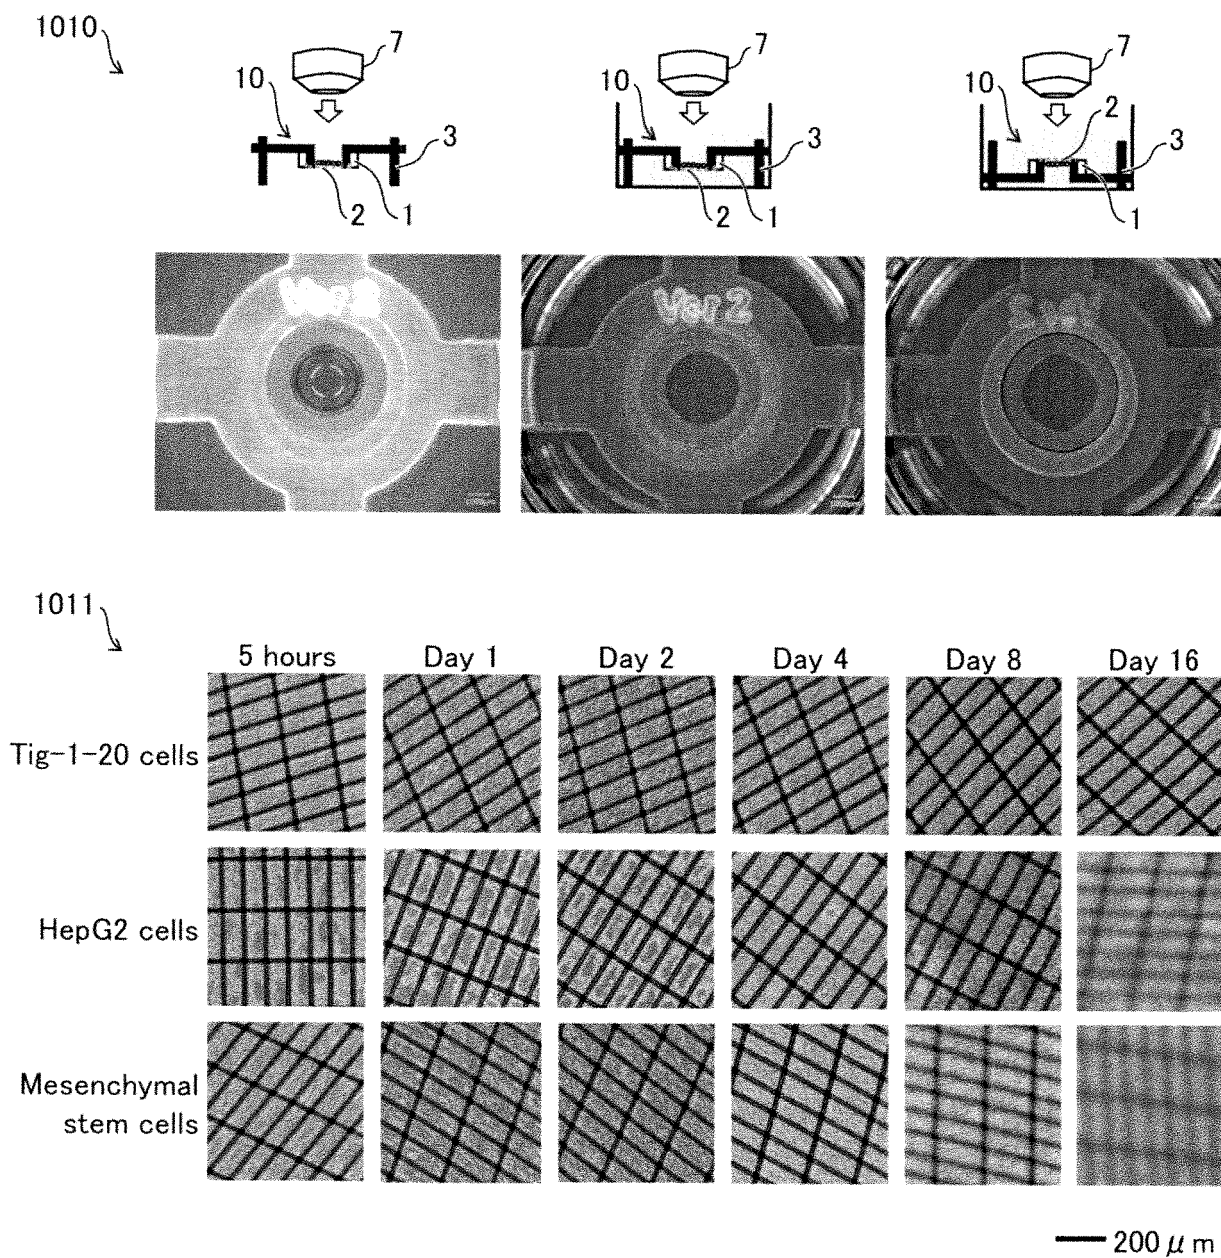 1010
7 7 7
10 10 10 2
3 3 3
2 1 2 1 1
Ver 2 Ver 2 Ver 2
1011
5 hours Day 1 Day 2 Day 4 Day 8 Day 16
Tig-1-20 cells
HepG2 cells
Mesenchymal
stem cells
200 μm